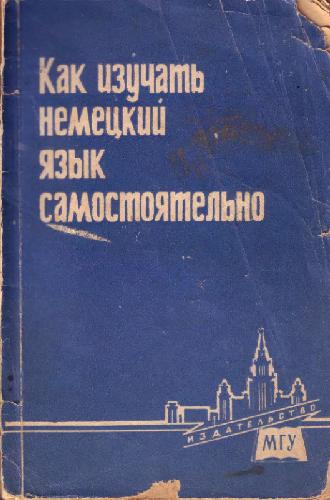 Как изучать
немецкий
язык
самостоятельно
ИЗДАТЕЛЬСТВО
МГУ